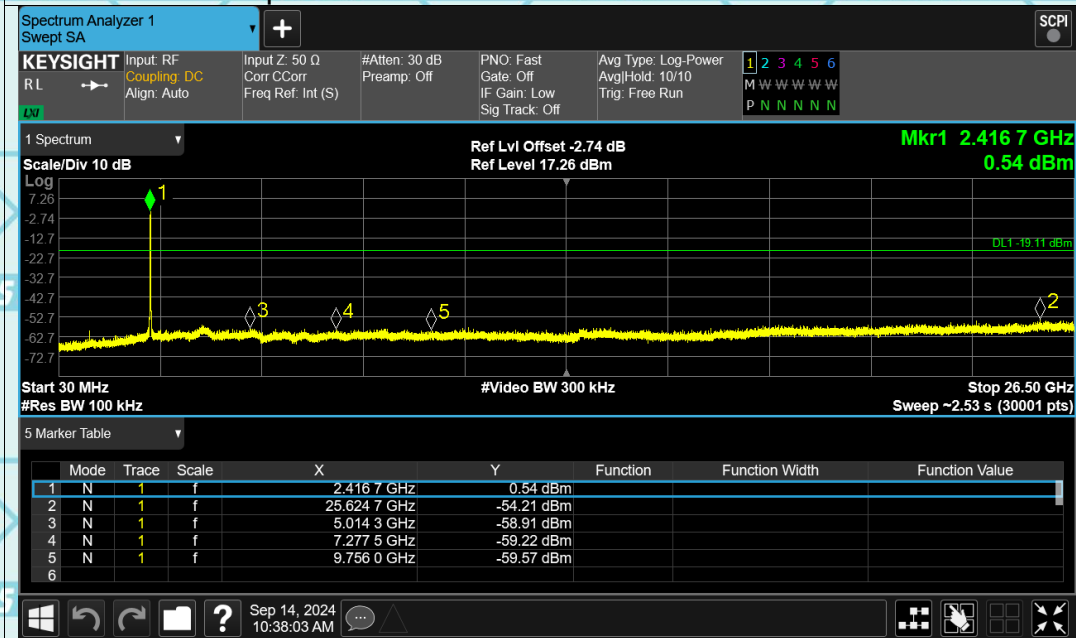 Spectrum Analyzer 1
Swept SA
+
SCPI
KEYSIGHT
R L
LXI
Input: RF
Coupling: DC
Align: Auto
Input Z: 50 Ω
Corr CCorr
Freq Ref: Int (S)
#Atten: 30 dB
Preamp: Off
PNO: Fast
Gate: Off
IF Gain: Low
Sig Track: Off
Avg Type: Log-Power
Avg|Hold: 10/10
Trig: Free Run
1 2 3 4 5 6
M W W W W W
P N N N N N
1 Spectrum
Scale/Div 10 dB
Ref Lvl Offset -2.74 dB
Ref Level 17.26 dBm
Mkr1 2.416 7 GHz
0.54 dBm
Log
7.26
-2.74
-12.7
-22.7
-32.7
-42.7
-52.7
-62.7
-72.7
DL1 -19.11 dBm
1
3
4
5
2
Start 30 MHz
#Video BW 300 kHz
Stop 26.50 GHz
#Res BW 100 kHz
Sweep ~2.53 s (30001 pts)
5 Marker Table
Mode Trace Scale X Y Function Function Width Function Value
1 N 1 f 2.416 7 GHz 0.54 dBm
2 N 1 f 25.624 7 GHz -54.21 dBm
3 N 1 f 5.014 3 GHz -58.91 dBm
4 N 1 f 7.277 5 GHz -59.22 dBm
5 N 1 f 9.756 0 GHz -59.57 dBm
6
?
Sep 14, 2024
10:38:03 AM